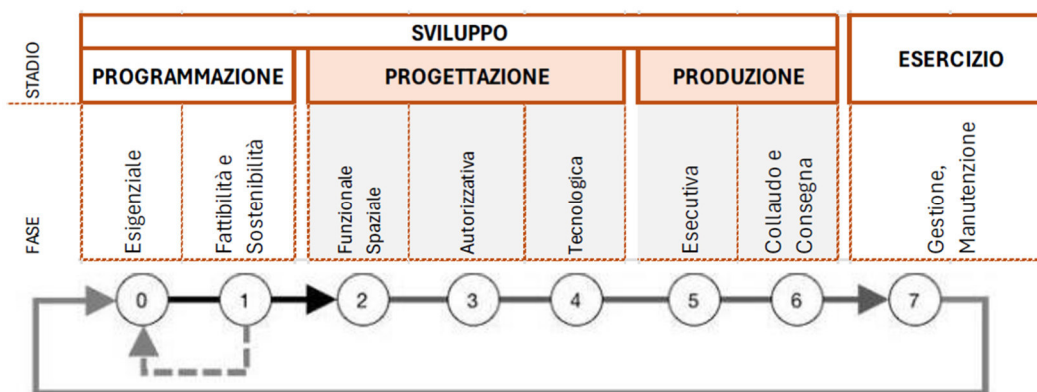 STADIO
SVILUPPO
PROGRAMMAZIONE
PROGETTAZIONE
PRODUZIONE
ESERCIZIO
FASE
Esigenziale
Fattibilità e
Sostenibilità
Funzionale
Spaziale
Autorizzativa
Tecnologica
Esecutiva
Collaudo e
Consegna
Gestione,
Manutenzione
0
1
2
3
4
5
6
7